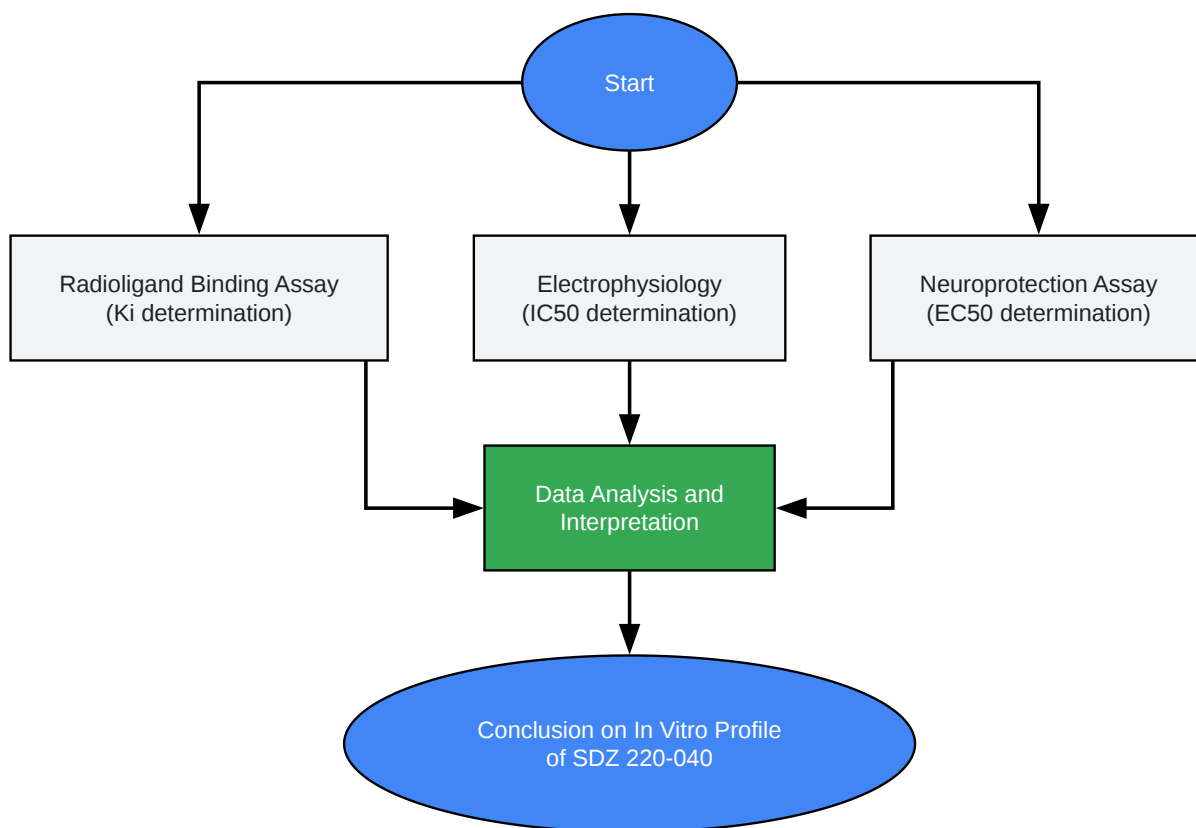 Start
Radioligand Binding Assay
(Ki determination)
Electrophysiology
(IC50 determination)
Neuroprotection Assay
(EC50 determination)
Data Analysis and
Interpretation
Conclusion on In Vitro Profile
of SDZ 220-040